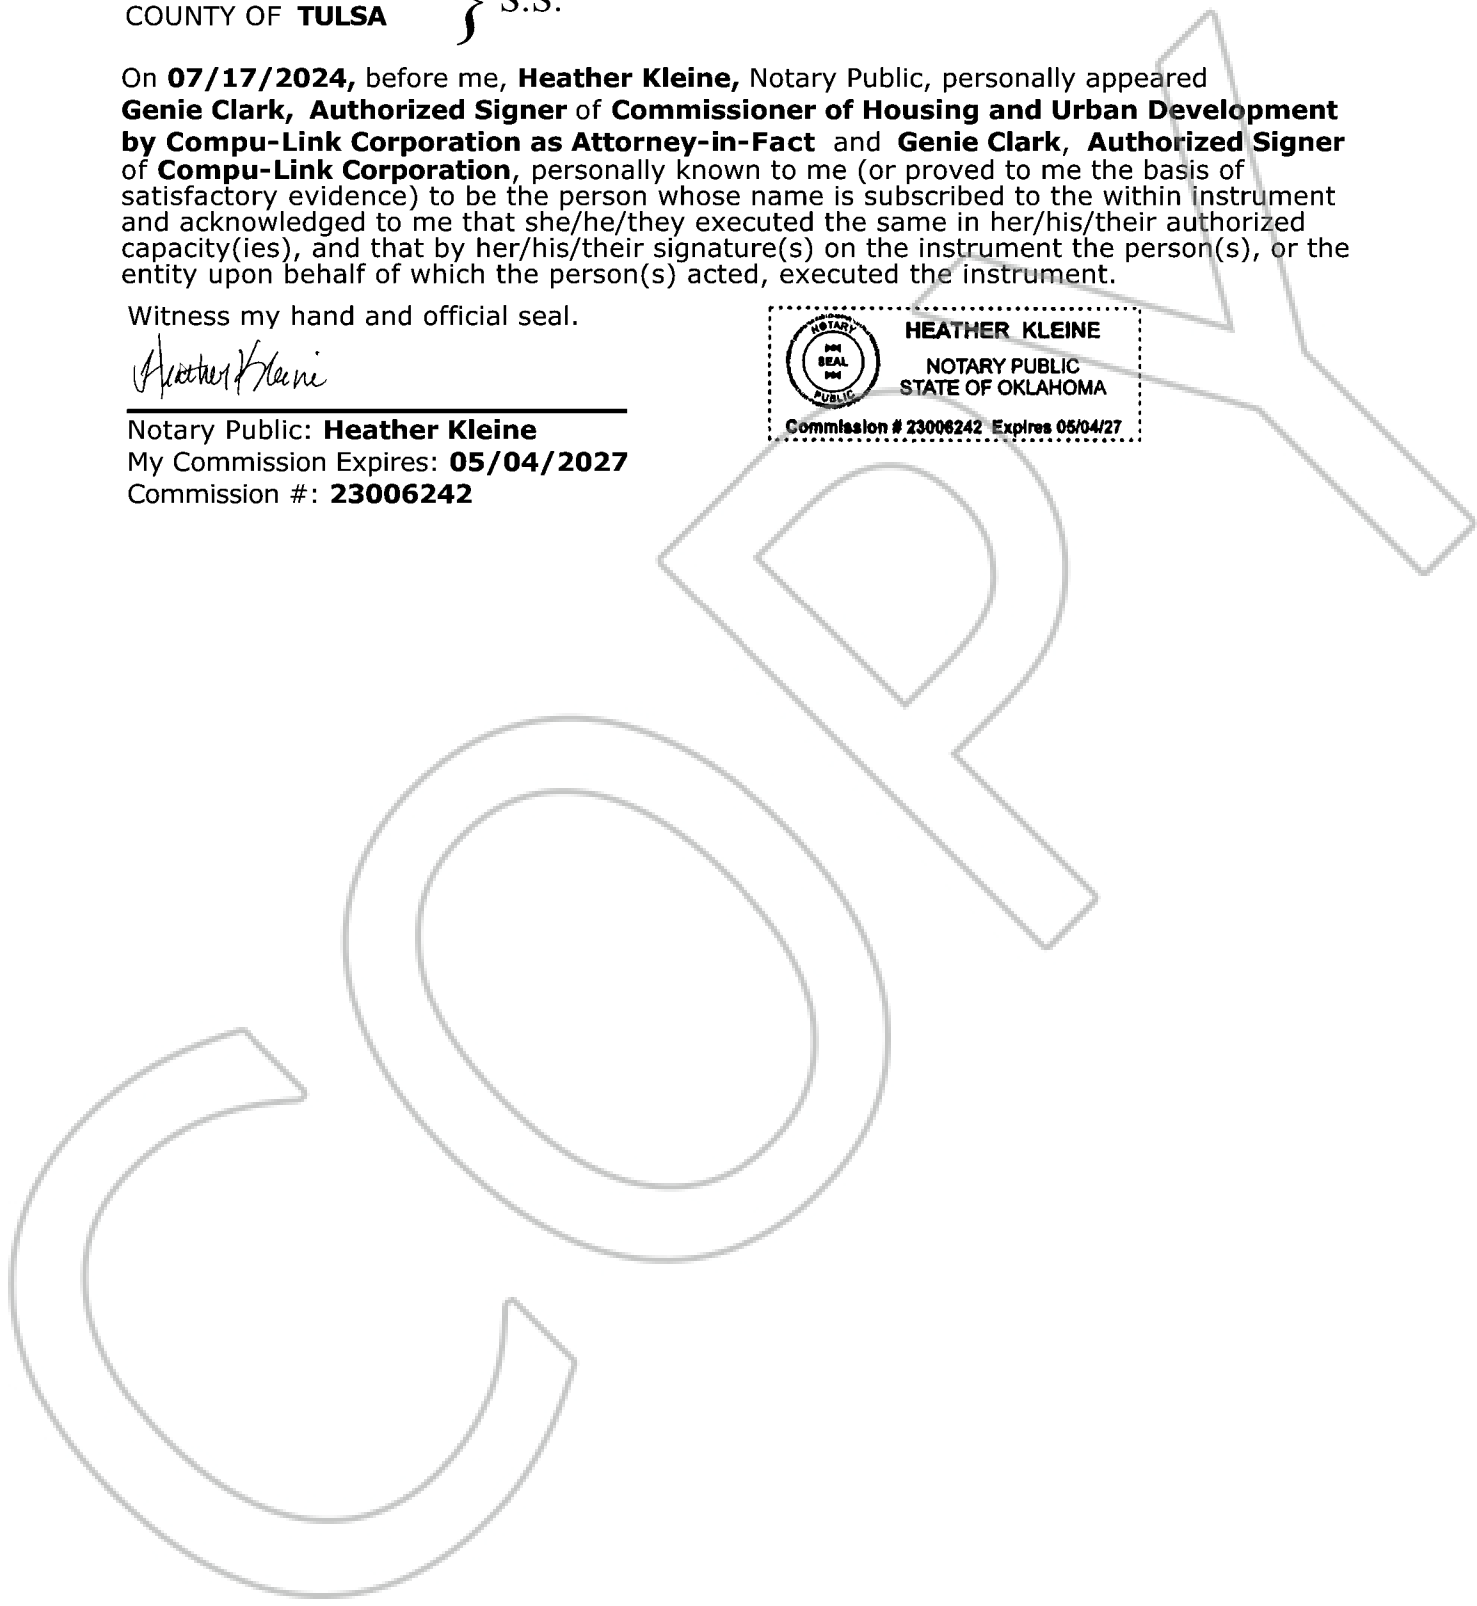 COUNTY OF TULSA } S.S.
On 07/17/2024, before me, Heather Kleine, Notary Public, personally appeared
Genie Clark, Authorized Signer of Commissioner of Housing and Urban Development
by Compu-Link Corporation as Attorney-in-Fact and Genie Clark, Authorized Signer
of Compu-Link Corporation, personally known to me (or proved to me the basis of
satisfactory evidence) to be the person whose name is subscribed to the within instrument
and acknowledged to me that she/he/they executed the same in her/his/their authorized
capacity(ies), and that by her/his/their signature(s) on the instrument the person(s), or the
entity upon behalf of which the person(s) acted, executed the instrument.
Witness my hand and official seal.
Heather Kleine
Notary Public: Heather Kleine
My Commission Expires: 05/04/2027
Commission #: 23006242
NOTARY
SEAL
PUBLIC
HEATHER KLEINE
NOTARY PUBLIC
STATE OF OKLAHOMA
Commission # 23006242 Expires 05/04/27
COPY